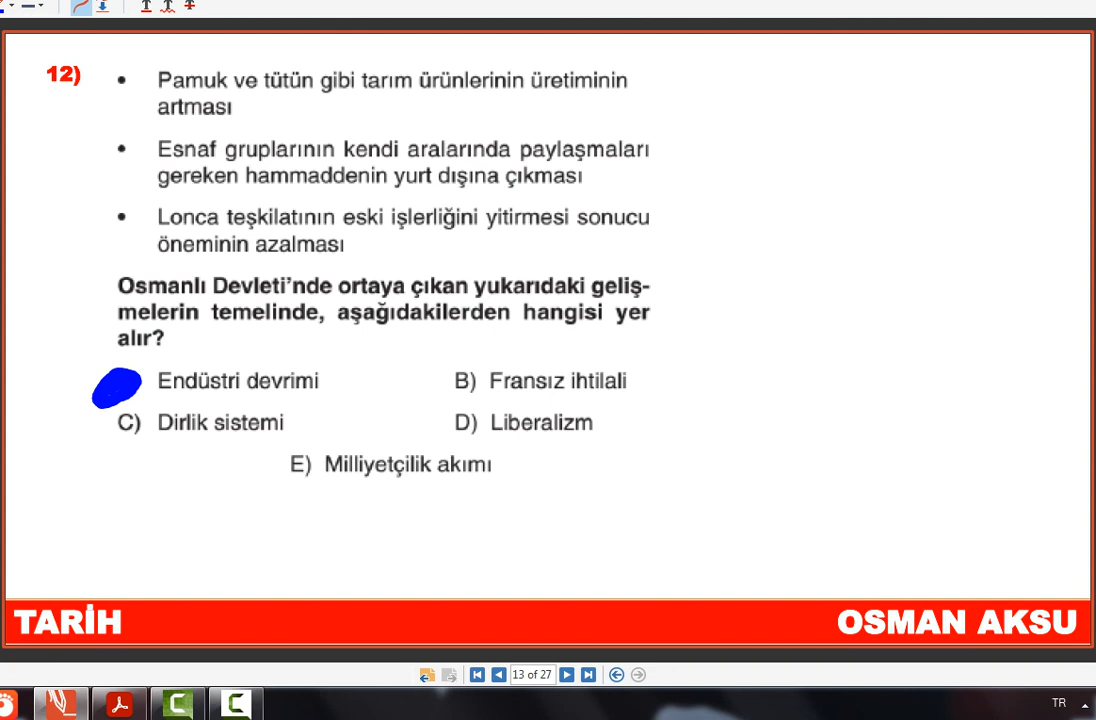 12)
• Pamuk ve tütün gibi tarım ürünlerinin üretiminin
artması
• Esnaf gruplarının kendi aralarında paylaşmaları
gereken hammaddenin yurt dışına çıkması
• Lonca teşkilatının eski işlerliğini yitirmesi sonucu
öneminin azalması
Osmanlı Devleti’nde ortaya çıkan yukarıdaki geliş-
melerin temelinde, aşağıdakilerden hangisi yer
alır?
Endüstri devrimi B) Fransız ihtilali
C) Dirlik sistemi D) Liberalizm
E) Milliyetçilik akımı
TARİH OSMAN AKSU
13 of 27
TR